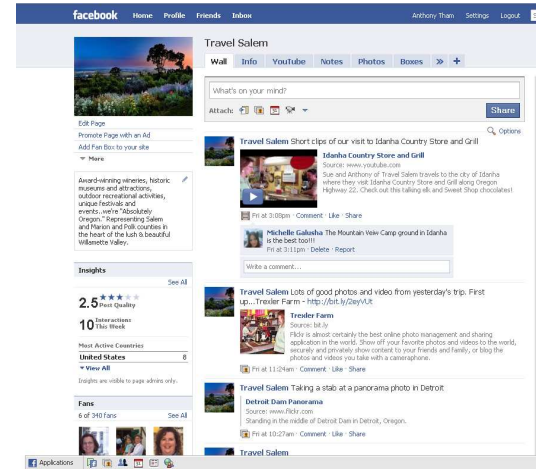 facebook Home Profile Friends Inbox Anthony Tham Settings Logout
Travel Salem
Wall Info YouTube Notes Photos Boxes » +
What's on your mind?
Attach: Share
Options
Edit Page
Promote Page with an Ad
Add Fan Box to your site
More
Award-winning wineries, historic
museums and attractions,
outdoor recreational activities,
unique festivals and
events..we're "Absolutely
Oregon." Representing Salem
and Marion and Polk counties in
the heart of the lush & beautiful
Willamette Valley.
Insights
See All
2.5 Post Quality
10 Interactions
This Week
Most Active Countries
United States 8
View All
Insights are visible to page admins only.
Fans
6 of 340 fans See All
Travel Salem Short clips of our visit to Idanha Country Store and Grill
Idanha Country Store and Grill
Source: www.youtube.com
Sue and Anthony of Travel Salem travels to the city of Idanha
where they visit Idanha Country Store and Grill along Oregon
Highway 22. Check out this talking elk and Sweet Shop chocolates!
Fri at 3:08pm · Comment · Like · Share
Michelle Galusha The Mountain Veiw Camp ground in Idanha
is the best too!!!
Fri at 3:11pm · Delete · Report
Write a comment...
Travel Salem Lots of good photos and video from yesterday's trip. First
up...Trexler Farm - http://bit.ly/2eyVUt
Trexler Farm
Source: bit.ly
Flickr is almost certainly the best online photo management and sharing
application in the world. Show off your favorite photos and videos to the world,
securely and privately show content to your friends and family, or blog the
photos and videos you take with a cameraphone.
Fri at 11:24am · Comment · Like · Share
Travel Salem Taking a stab at a panorama photo in Detroit
Detroit Dam Panorama
Source: www.flickr.com
Standing in the middle of Detroit Dam in Detroit, Oregon.
Fri at 10:27am · Comment · Like · Share
Travel Salem
Applications